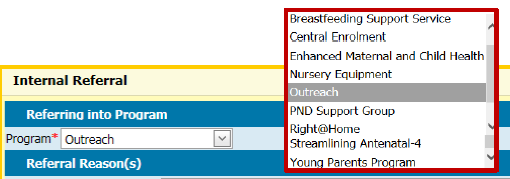 Breastfeeding Support Service
Central Enrolment
Enhanced Maternal and Child Health
Nursery Equipment
Outreach
PND Support Group
Right@Home
Streamlining Antenatal-4
Young Parents Program
Internal Referral
Referring into Program
Program* Outreach
Referral Reason(s)